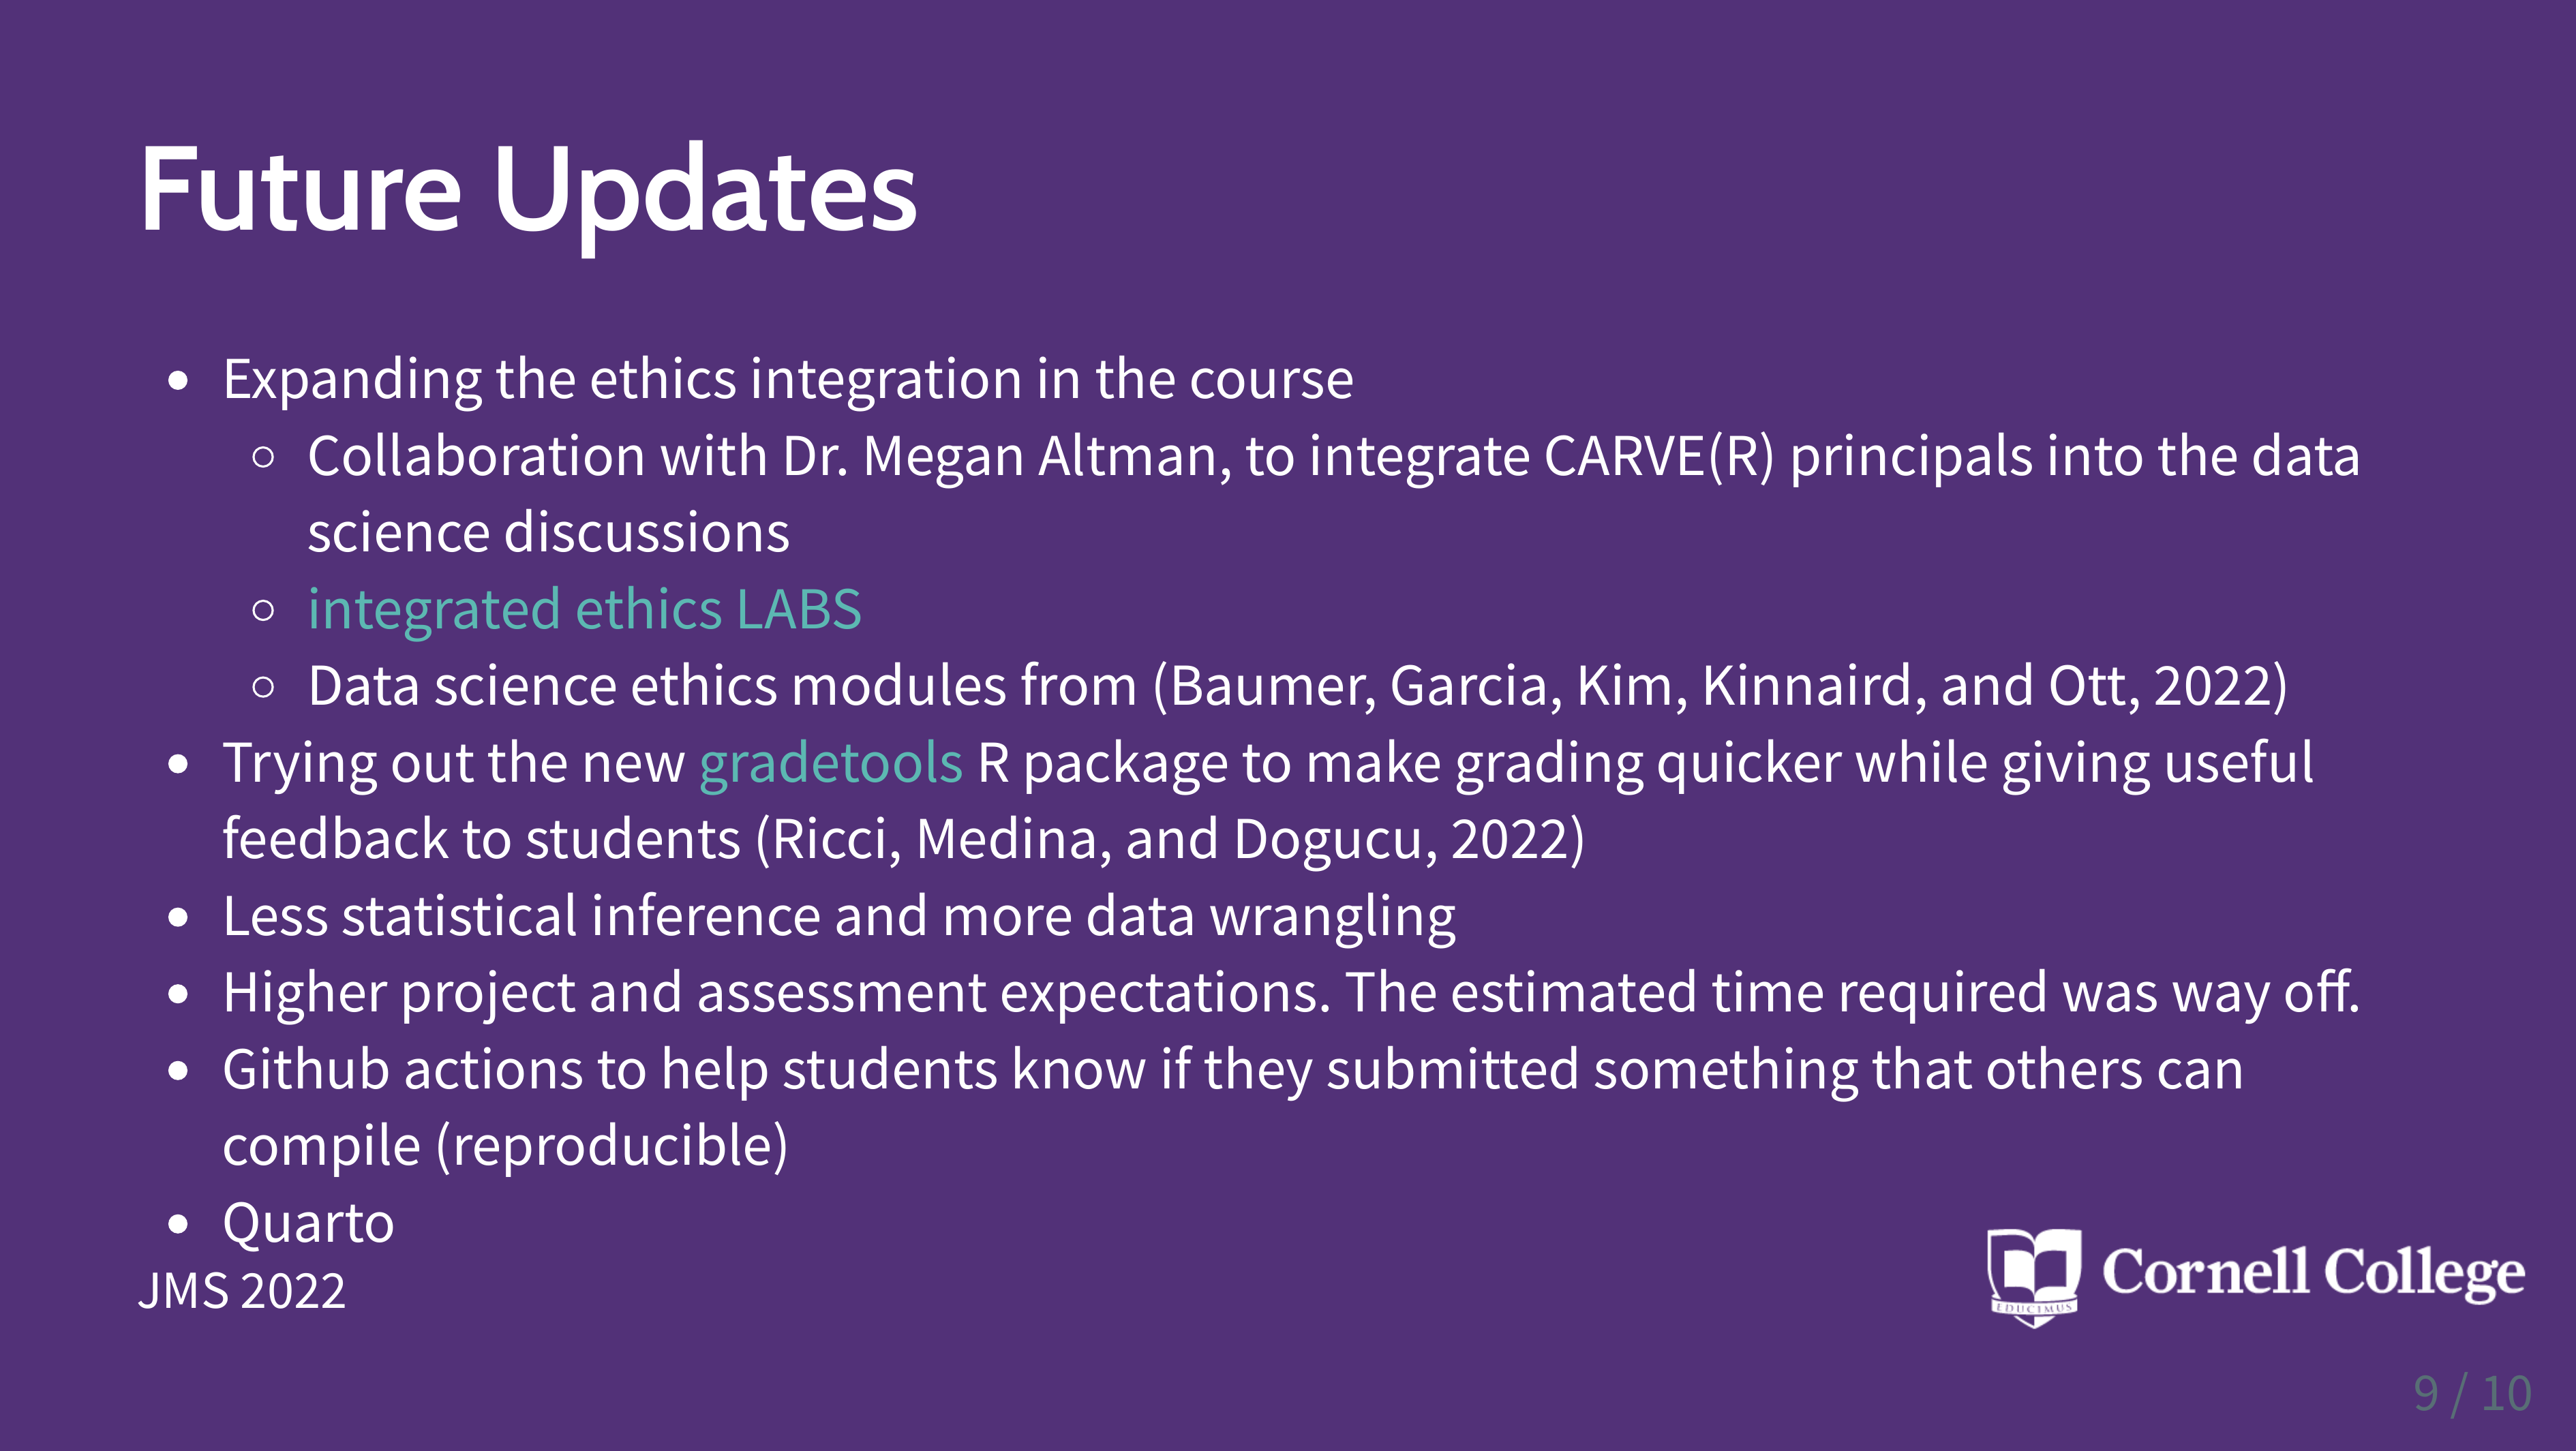 Future Updates
Expanding the ethics integration in the course
Collaboration with Dr. Megan Altman, to integrate CARVE(R) principals into the data
science discussions
integrated ethics LABS
Data science ethics modules from (Baumer, Garcia, Kim, Kinnaird, and Ott, 2022)
Trying out the new gradetools R package to make grading quicker while giving useful
feedback to students (Ricci, Medina, and Dogucu, 2022)
Less statistical inference and more data wrangling
Higher project and assessment expectations. The estimated time required was way off.
Github actions to help students know if they submitted something that others can
compile (reproducible)
Quarto
JMS 2022
EDUCIMUS
Cornell College
9 / 10